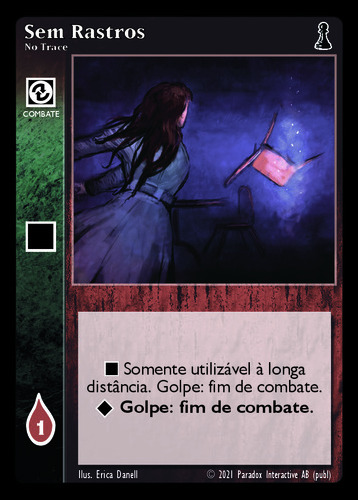 Sem Rastros
No Trace
COMBATE
Somente utilizável à longa
distância. Golpe: fim de combate.
Golpe: fim de combate.
1
Ilus. Erica Danell
© 2021 Paradox Interactive AB (publ)